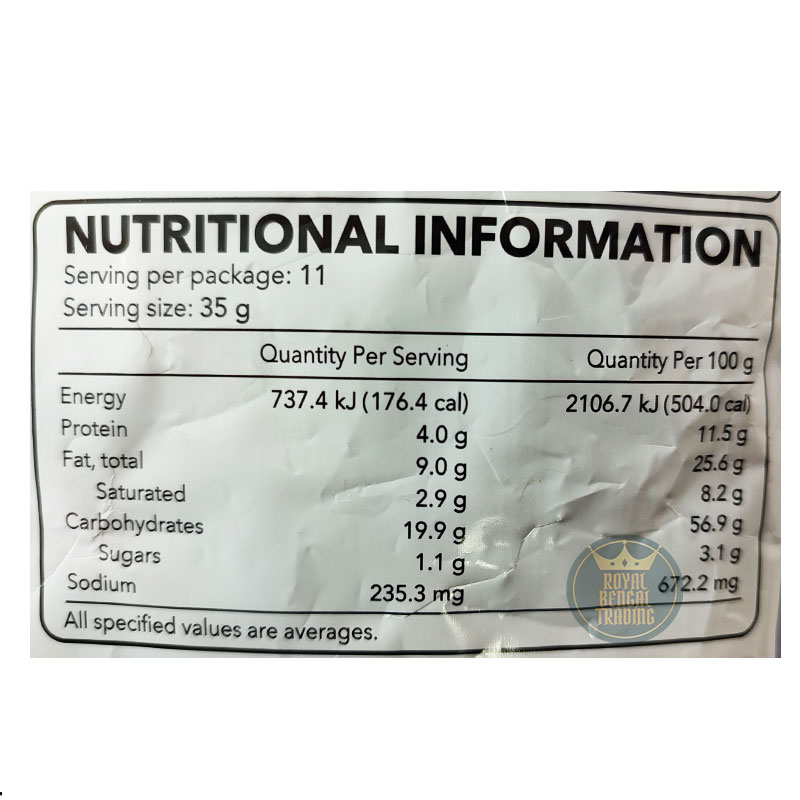 NUTRITIONAL INFORMATION
Serving per package: 11
Serving size: 35 g
Quantity Per Serving Quantity Per 100 g
Energy 737.4 kJ (176.4 cal) 2106.7 kJ (504.0 cal)
Protein 4.0 g 11.5 g
Fat, total 9.0 g 25.6 g
Saturated 2.9 g 8.2 g
Carbohydrates 19.9 g 56.9 g
Sugars 1.1 g 3.1 g
Sodium 235.3 mg 672.2 mg
All specified values are averages.
ROYAL
BENGAL
TRADING